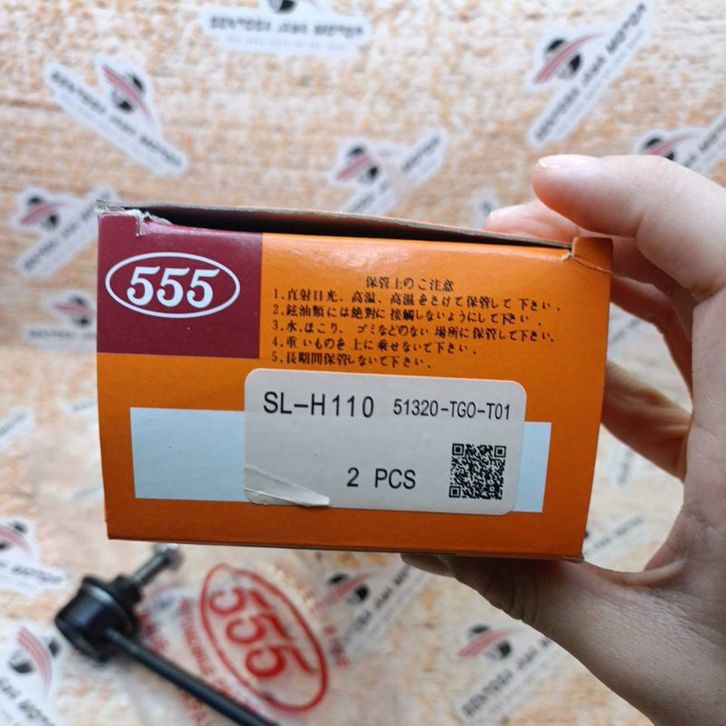 555
保管上のご注意
1.直射日光、高温、高湿をさけて保管して下さい。
2.鉱油類には絶対に接触しないようにして下さい。
3.水、ほこり、ゴミなどのない場所に保管して下さい。
4.重いものを上に乗せないで下さい。
5.長期間保管しないで下さい。
SL-H110 51320-TGO-T01
2 PCS
555